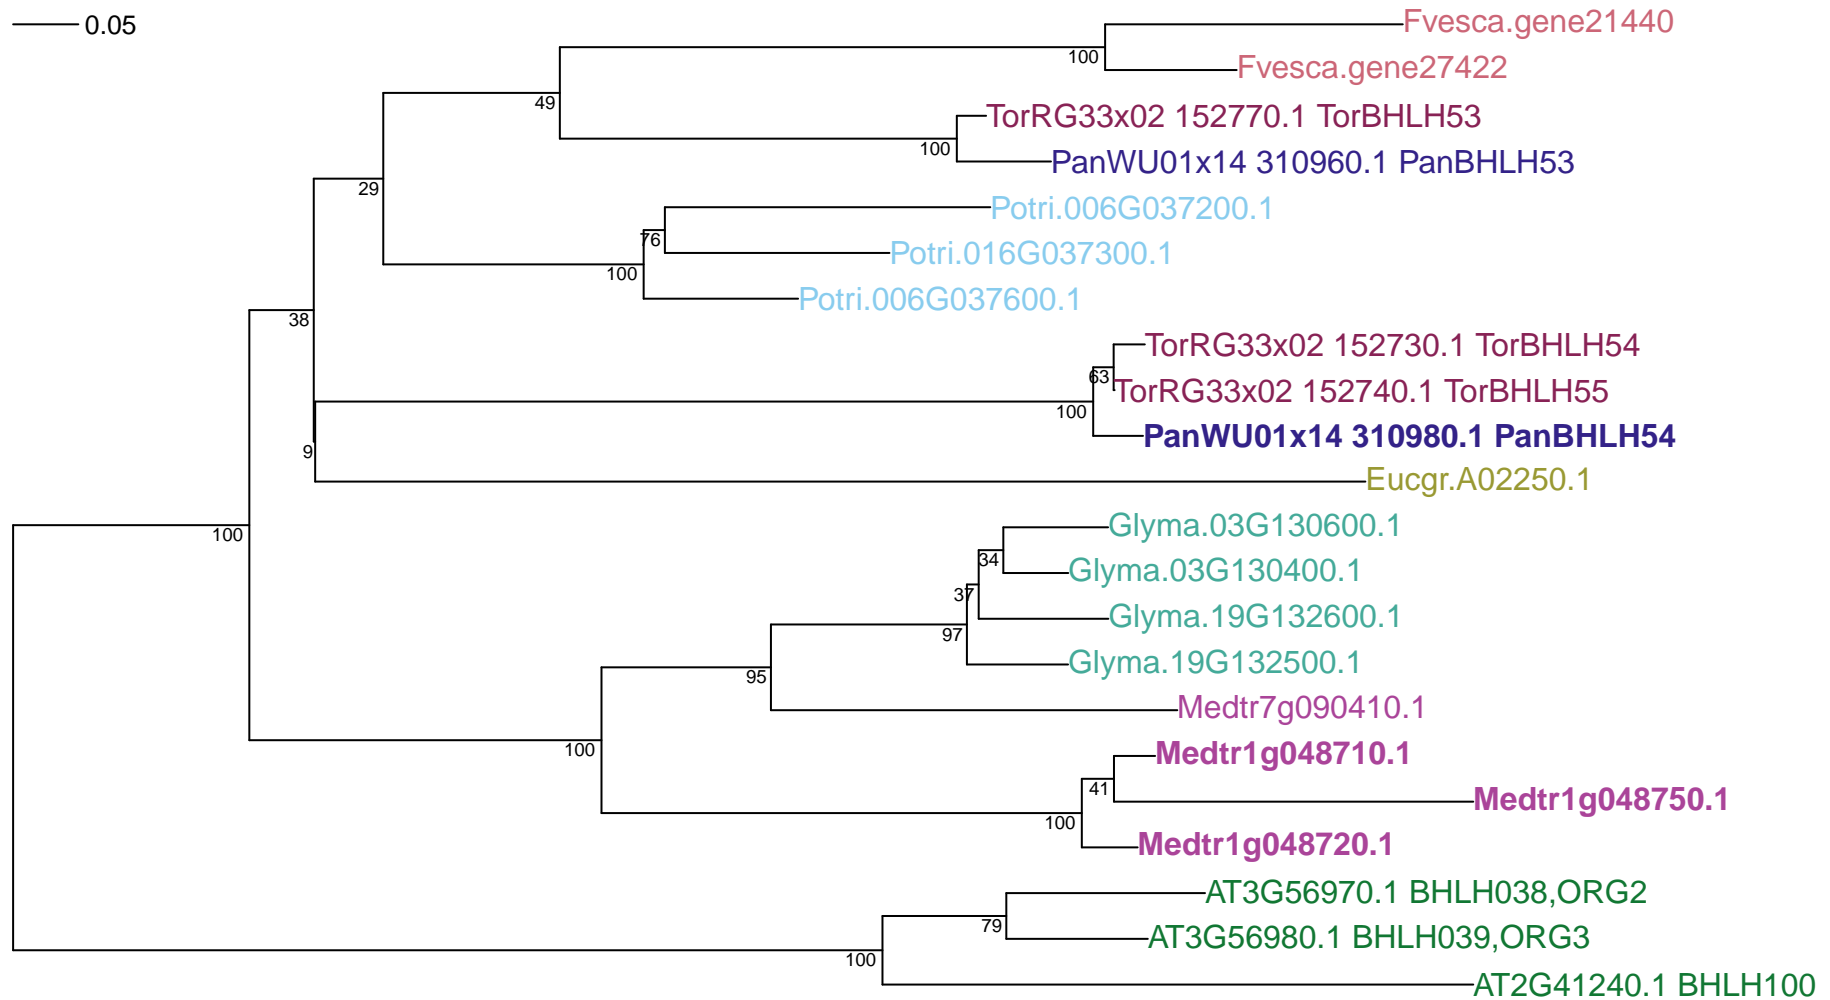 0.05
Fvesca.gene21440
100
Fvesca.gene27422
49
TorRG33x02 152770.1 TorBHLH53
100
PanWU01x14 310960.1 PanBHLH53
29
Potri.006G037200.1
76
Potri.016G037300.1
100
Potri.006G037600.1
38
TorRG33x02 152730.1 TorBHLH54
63
TorRG33x02 152740.1 TorBHLH55
100
PanWU01x14 310980.1 PanBHLH54
9
Eucgr.A02250.1
100
Glyma.03G130600.1
34
Glyma.03G130400.1
37
Glyma.19G132600.1
97
Glyma.19G132500.1
95
Medtr7g090410.1
100
Medtr1g048710.1
41
Medtr1g048750.1
100
Medtr1g048720.1
AT3G56970.1 BHLH038,ORG2
79
AT3G56980.1 BHLH039,ORG3
100
AT2G41240.1 BHLH100